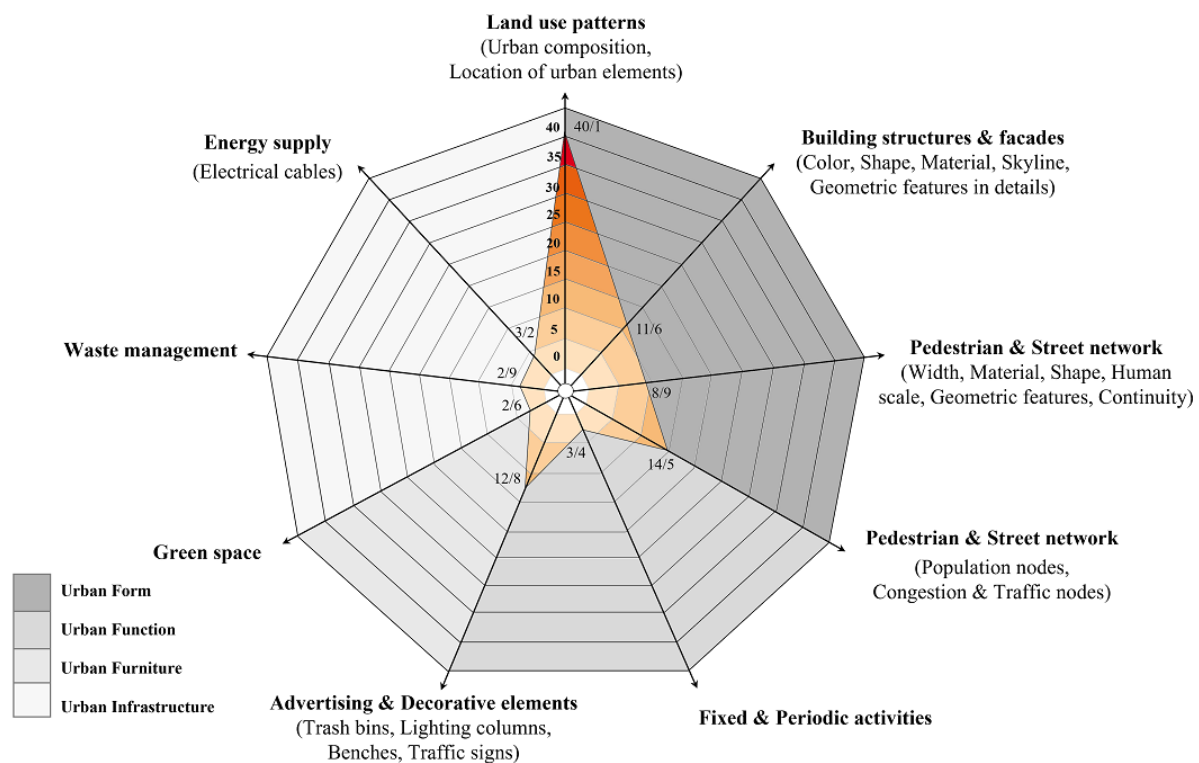 Land use patterns
(Urban composition,
Location of urban elements)
Energy supply
(Electrical cables)
Building structures & facades
(Color, Shape, Material, Skyline,
Geometric features in details)
40
40/1
35
30
25
20
15
10
5
0
3/2
11/6
Waste management
Pedestrian & Street network
(Width, Material, Shape, Human
scale, Geometric features, Continuity)
2/9
8/9
2/6
3/4
14/5
12/8
Green space
Pedestrian & Street network
(Population nodes,
Congestion & Traffic nodes)
Urban Form
Urban Function
Urban Furniture
Urban Infrastructure
Advertising & Decorative elements
(Trash bins, Lighting columns,
Benches, Traffic signs)
Fixed & Periodic activities